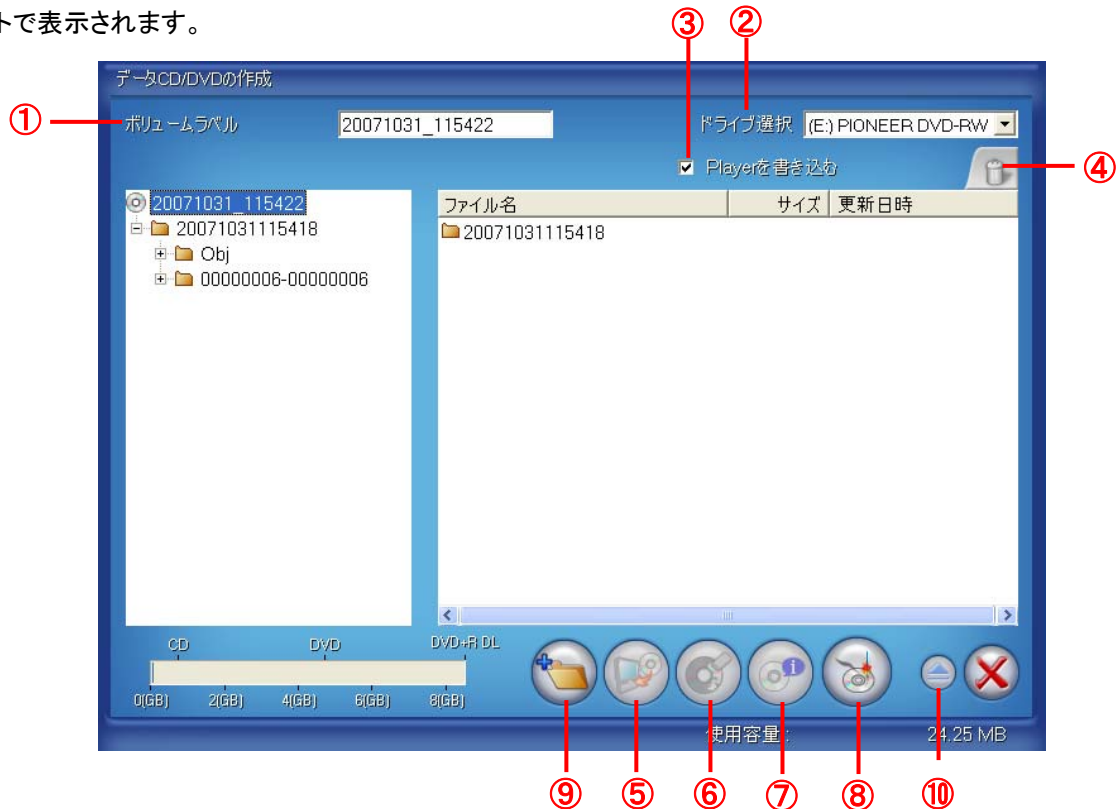 トで表示されます。
③ ②
データCD/DVDの作成
① ボリュームラベル 20071031_115422 ドライブ選択 (E:) PIONEER DVD-RW
Playerを書き込む ④
20071031_115422 ファイル名 サイズ 更新日時
20071031115418 20071031115418
Obj
00000006-00000006
CD DVD DVD+R DL
0(GB) 2(GB) 4(GB) 6(GB) 8(GB)
使用容量: 24.25 MB
⑨ ⑤ ⑥ ⑦ ⑧ ⑩